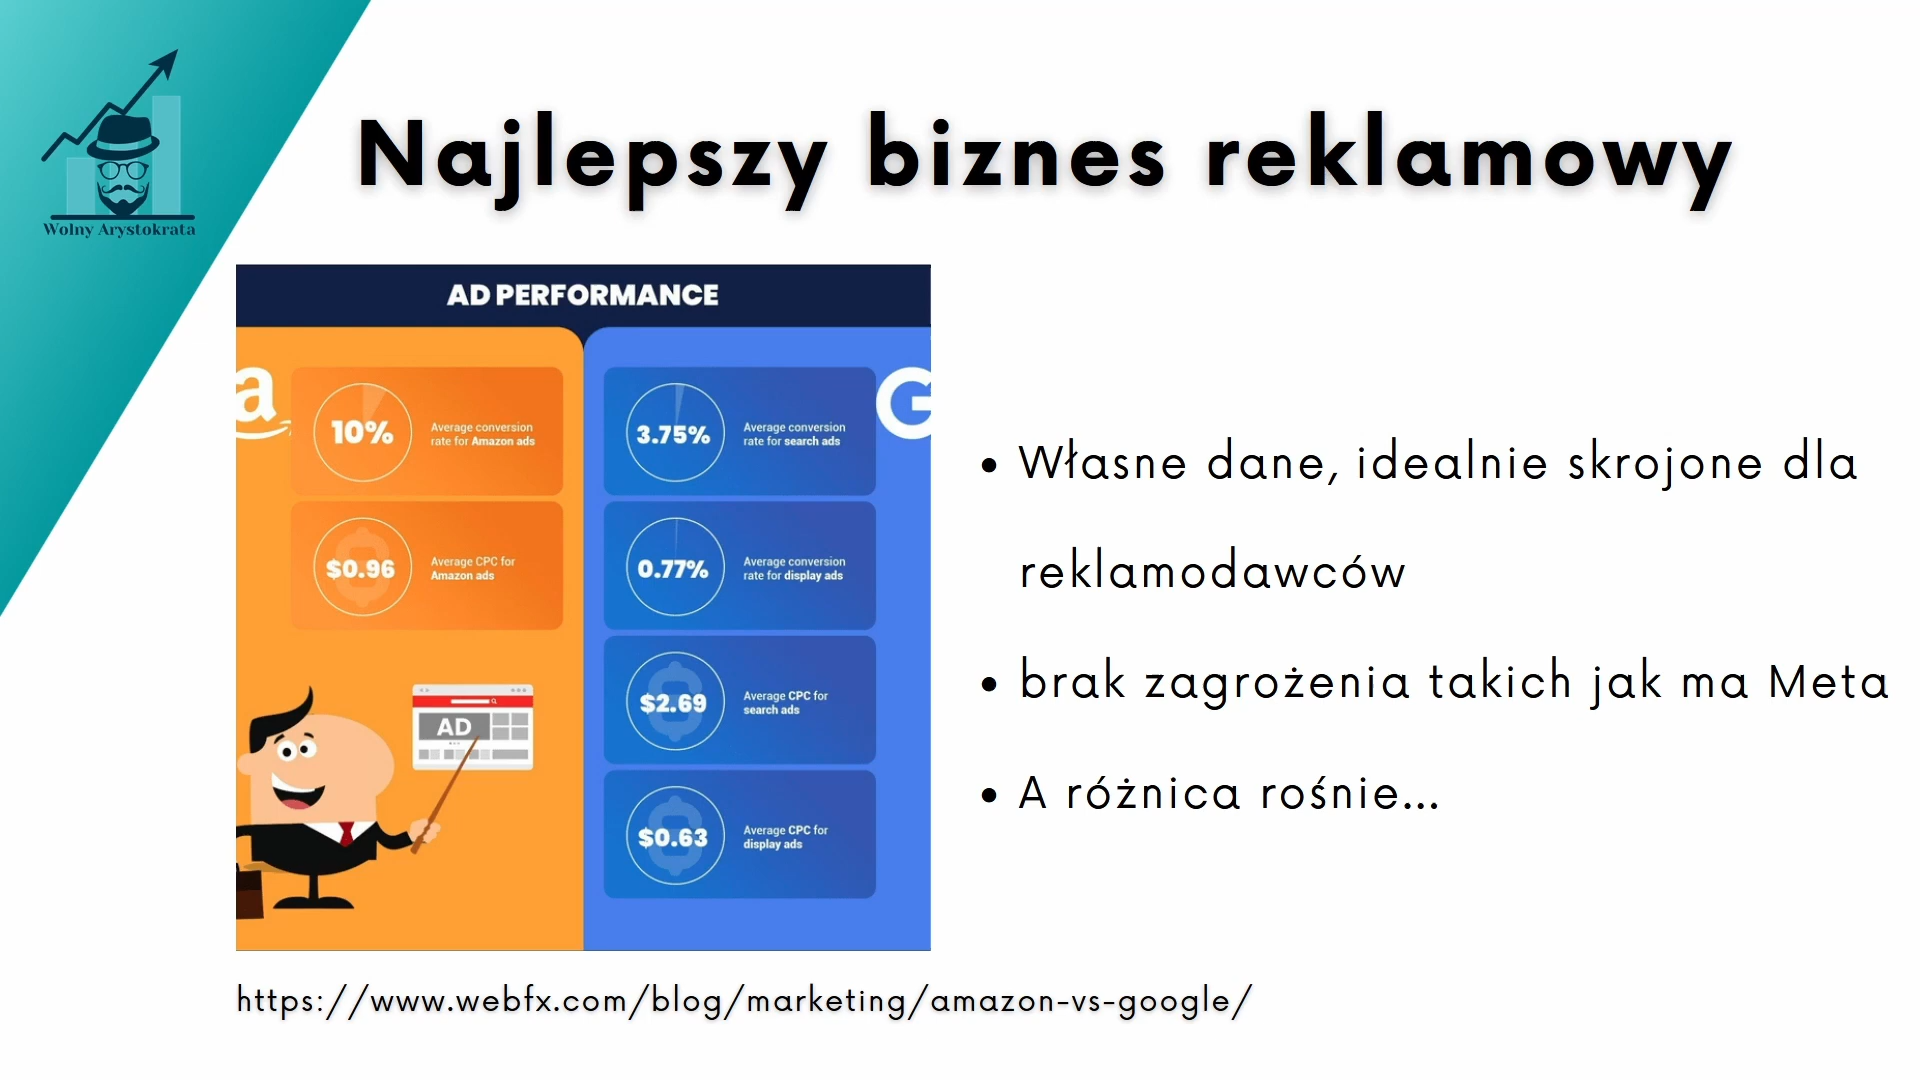 Wolny Arystokrata
Najlepszy biznes reklamowy
AD PERFORMANCE
a
10%
Average conversion
rate for Amazon ads
$0.96
Average CPC for
Amazon ads
AD
G
3.75%
Average conversion
rate for search ads
0.77%
Average conversion
rate for display ads
$2.69
Average CPC for
search ads
$0.63
Average CPC for
display ads
• Własne dane, idealnie skrojone dla
reklamodawców
• brak zagrożenia takich jak ma Meta
• A różnica rośnie...
https://www.webfx.com/blog/marketing/amazon-vs-google/